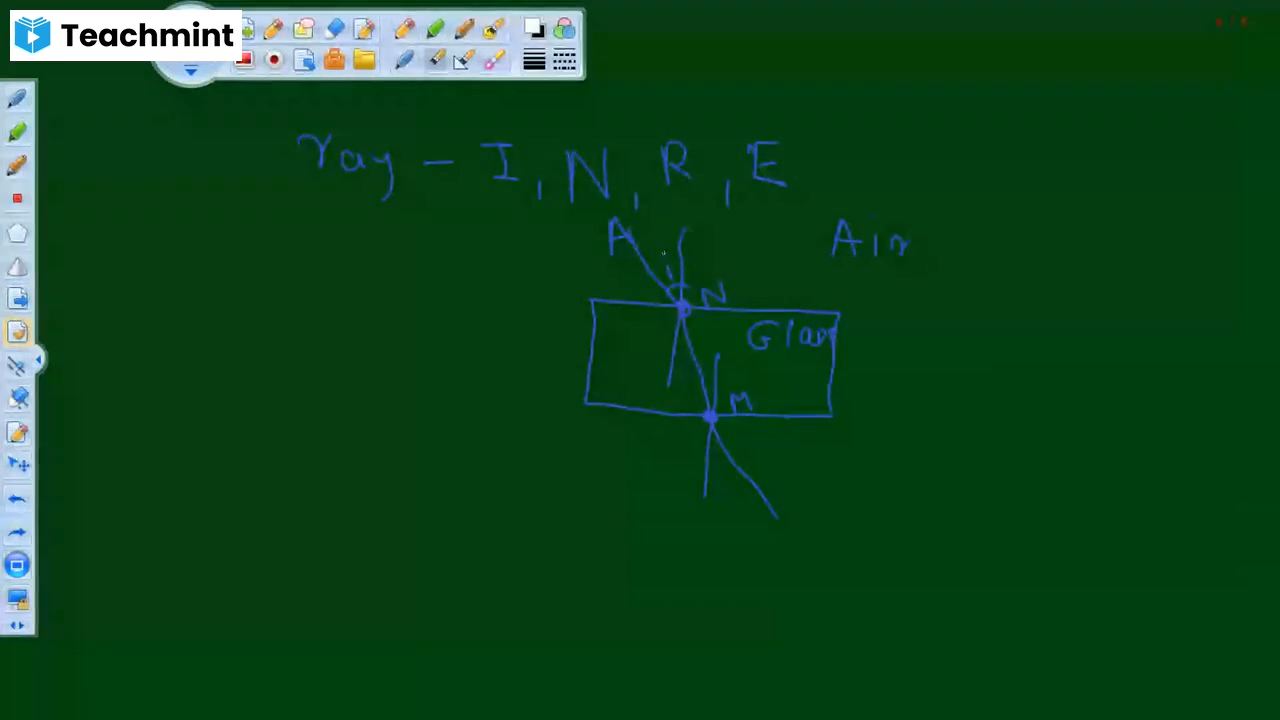 Teachmint
ray - I, N, R, E
A
Air
i
N
Glass
M